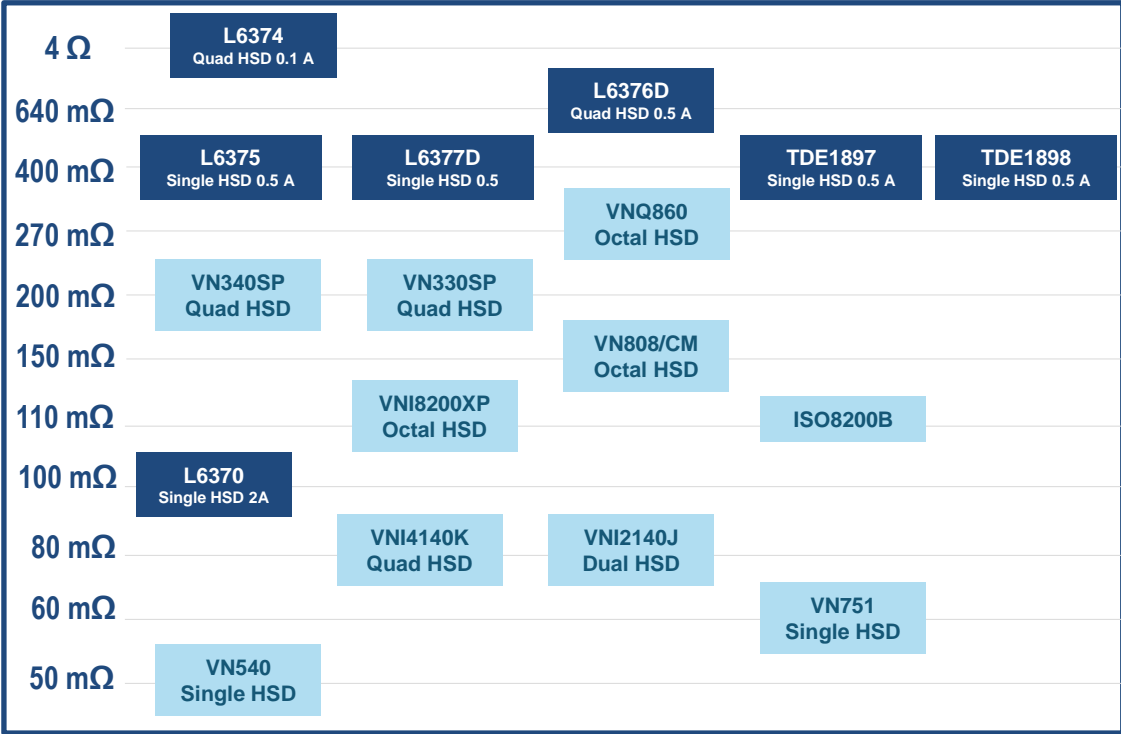 4 Ω
L6374
Quad HSD 0.1 A
640 mΩ
L6376D
Quad HSD 0.5 A
400 mΩ
L6375
Single HSD 0.5 A
L6377D
Single HSD 0.5
TDE1897
Single HSD 0.5 A
TDE1898
Single HSD 0.5 A
270 mΩ
VNQ860
Octal HSD
200 mΩ
VN340SP
Quad HSD
VN330SP
Quad HSD
150 mΩ
VN808/CM
Octal HSD
110 mΩ
VNI8200XP
Octal HSD
ISO8200B
100 mΩ
L6370
Single HSD 2A
80 mΩ
VNI4140K
Quad HSD
VNI2140J
Dual HSD
60 mΩ
VN751
Single HSD
50 mΩ
VN540
Single HSD